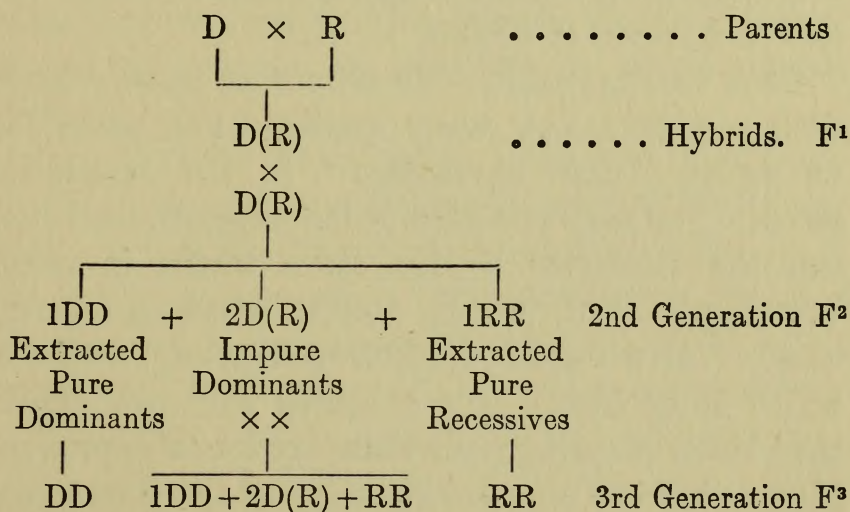 D × R ........ Parents
D(R) ...... Hybrids. F¹
×
D(R)
1DD + 2D(R) + 1RR 2nd Generation F²
Extracted Impure Extracted
Pure Dominants Pure
Dominants ×× Recessives
DD 1DD+2D(R)+RR RR 3rd Generation F³